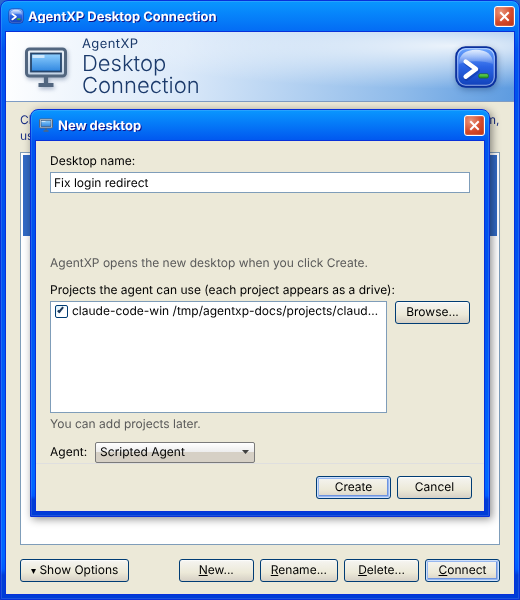 AgentXP Desktop Connection
AgentXP
Desktop
Connection
New desktop
Desktop name:
Fix login redirect
AgentXP opens the new desktop when you click Create.
Projects the agent can use (each project appears as a drive):
claude-code-win /tmp/agentxp-docs/projects/claud...
Browse...
You can add projects later.
Agent:
Scripted Agent
Create
Cancel
Show Options
New...
Rename...
Delete...
Connect